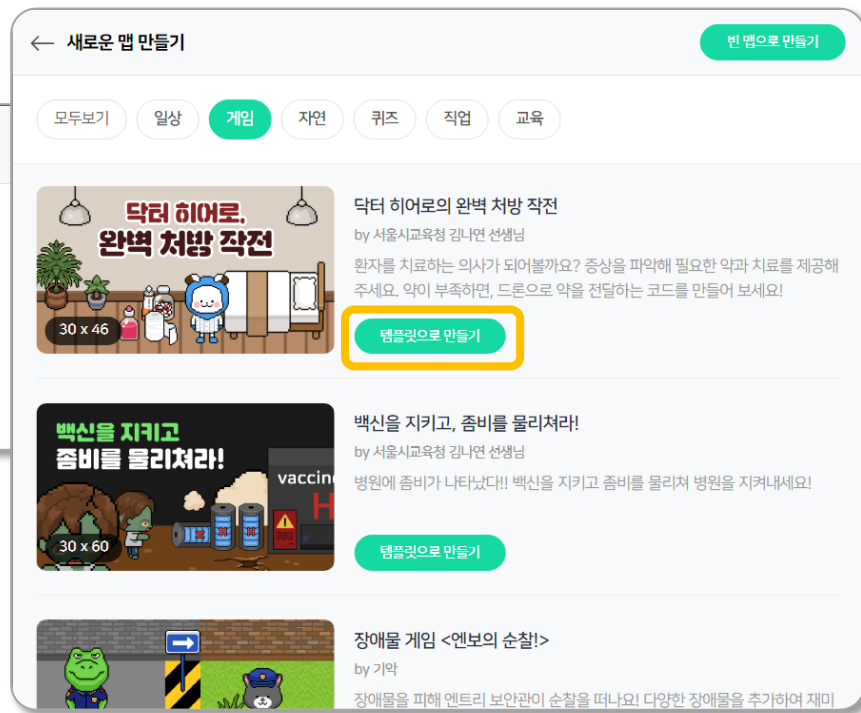 새로운 맵 만들기
빈 맵으로 만들기
모두보기 일상 게임 자연 퀴즈 직업 교육
닥터 히어로,
완벽 처방 작전
30 x 46
닥터 히어로의 완벽 처방 작전
by 서울시교육청 김나연 선생님
환자를 치료하는 의사가 되어볼까요? 증상을 파악해 필요한 약과 치료를 제공해
주세요. 약이 부족하면, 드론으로 약을 전달하는 코드를 만들어 보세요!
템플릿으로 만들기
백신을 지키고
좀비를 물리쳐라!
vaccine
H
30 x 60
백신을 지키고, 좀비를 물리쳐라!
by 서울시교육청 김나연 선생님
병원에 좀비가 나타났다!! 백신을 지키고 좀비를 물리쳐 병원을 지켜내세요!
템플릿으로 만들기
장애물 게임 <엔보의 순찰!>
by 기악
장애물을 피해 엔트리 보안관이 순찰을 떠나요! 다양한 장애물을 추가하여 재미